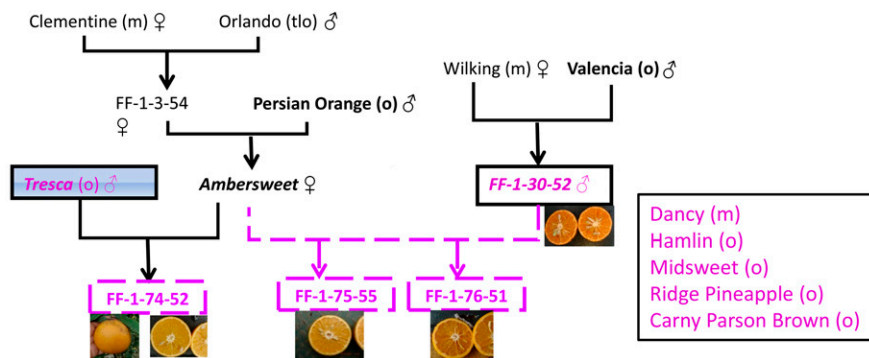 Clementine (m) ♀
Orlando (tlo) ♂
Wilking (m) ♀
Valencia (o) ♂
FF-1-3-54
♀
Persian Orange (o) ♂
Tresca (o) ♂
Ambersweet ♀
FF-1-30-52 ♂
FF-1-74-52
FF-1-75-55
FF-1-76-51
Dancy (m)
Hamlin (o)
Midsweet (o)
Ridge Pineapple (o)
Carny Parson Brown (o)